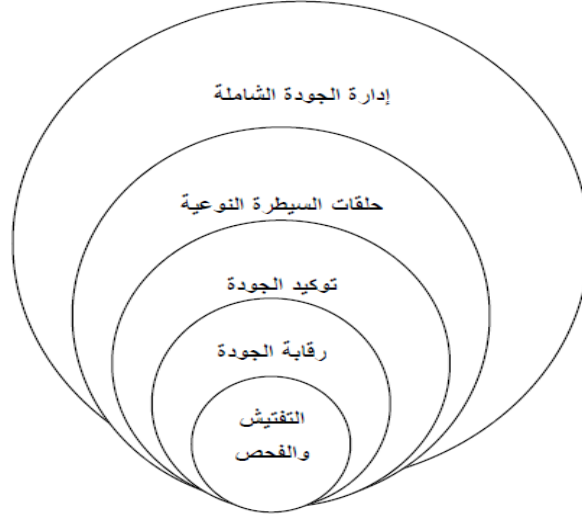 إدارة الجودة الشاملة
حلقات السيطرة النوعية
توكيد الجودة
رقابة الجودة
التفتيش
والفحص